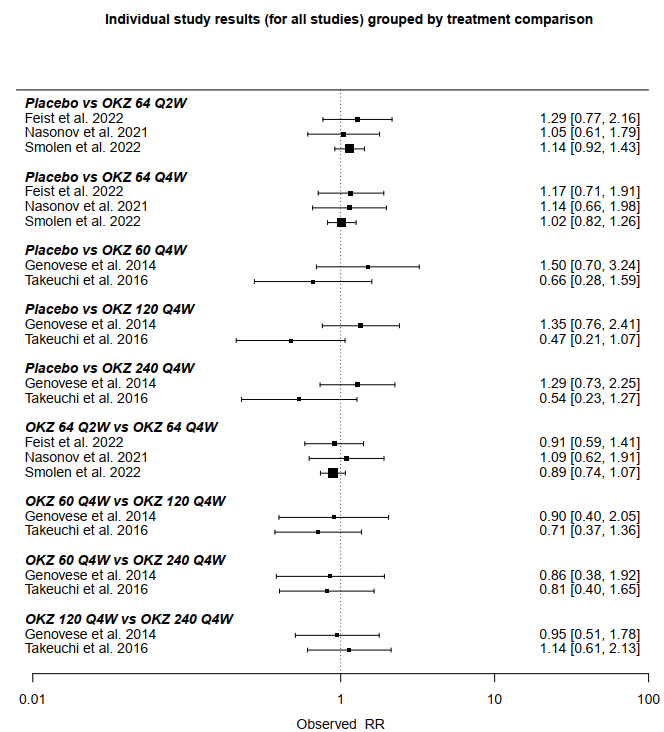 Individual study results (for all studies) grouped by treatment comparison
Placebo vs OKZ 64 Q2W
Feist et al. 2022 1.29 [0.77, 2.16]
Nasonov et al. 2021 1.05 [0.61, 1.79]
Smolen et al. 2022 1.14 [0.92, 1.43]
Placebo vs OKZ 64 Q4W
Feist et al. 2022 1.17 [0.71, 1.91]
Nasonov et al. 2021 1.14 [0.66, 1.98]
Smolen et al. 2022 1.02 [0.82, 1.26]
Placebo vs OKZ 60 Q4W
Genovese et al. 2014 1.50 [0.70, 3.24]
Takeuchi et al. 2016 0.66 [0.28, 1.59]
Placebo vs OKZ 120 Q4W
Genovese et al. 2014 1.35 [0.76, 2.41]
Takeuchi et al. 2016 0.47 [0.21, 1.07]
Placebo vs OKZ 240 Q4W
Genovese et al. 2014 1.29 [0.73, 2.25]
Takeuchi et al. 2016 0.54 [0.23, 1.27]
OKZ 64 Q2W vs OKZ 64 Q4W
Feist et al. 2022 0.91 [0.59, 1.41]
Nasonov et al. 2021 1.09 [0.62, 1.91]
Smolen et al. 2022 0.89 [0.74, 1.07]
OKZ 60 Q4W vs OKZ 120 Q4W
Genovese et al. 2014 0.90 [0.40, 2.05]
Takeuchi et al. 2016 0.71 [0.37, 1.36]
OKZ 60 Q4W vs OKZ 240 Q4W
Genovese et al. 2014 0.86 [0.38, 1.92]
Takeuchi et al. 2016 0.81 [0.40, 1.65]
OKZ 120 Q4W vs OKZ 240 Q4W
Genovese et al. 2014 0.95 [0.51, 1.78]
Takeuchi et al. 2016 1.14 [0.61, 2.13]
0.01 1 10 100
Observed RR